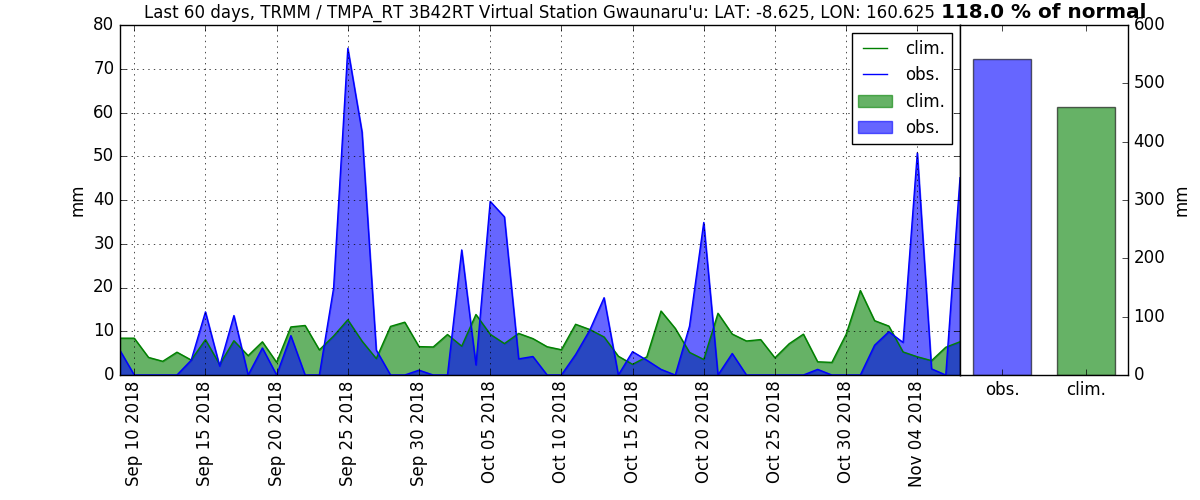 Last 60 days, TRMM / TMPA_RT 3B42RT Virtual Station Gwaunaru'u: LAT: -8.625, LON: 160.625 118.0 % of normal
80
70
60
50
40
30
20
10
0
mm
clim.
obs.
clim.
obs.
600
500
400
300
200
100
0
mm
obs.
clim.
Sep 10 2018
Sep 15 2018
Sep 20 2018
Sep 25 2018
Sep 30 2018
Oct 05 2018
Oct 10 2018
Oct 15 2018
Oct 20 2018
Oct 25 2018
Oct 30 2018
Nov 04 2018